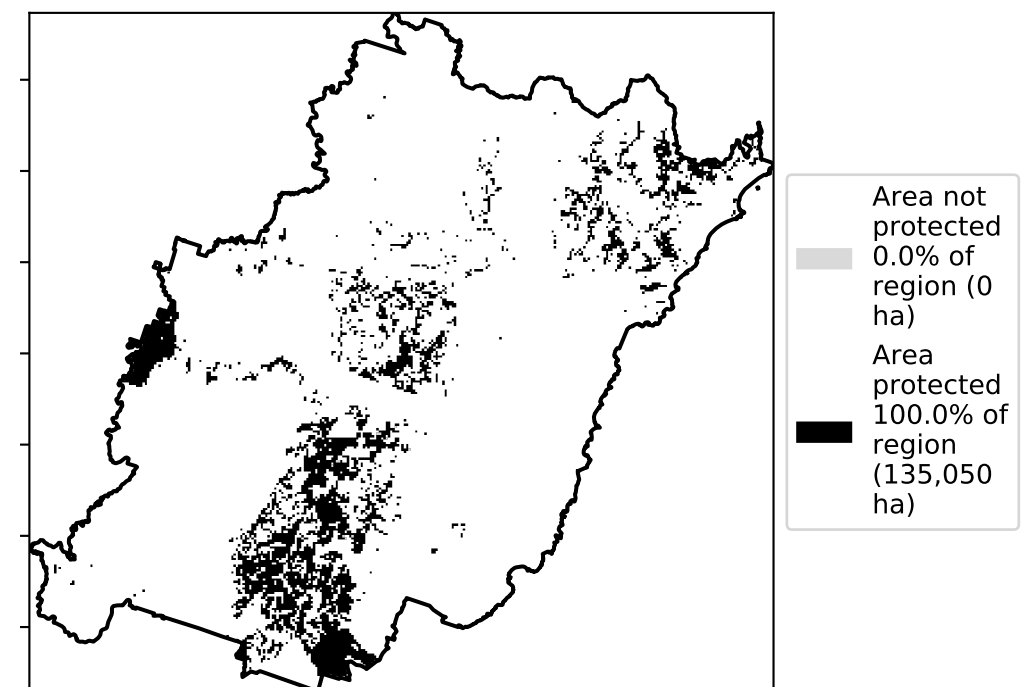 Area not
protected
0.0% of
region (0
ha)
Area
protected
100.0% of
region
(135,050
ha)